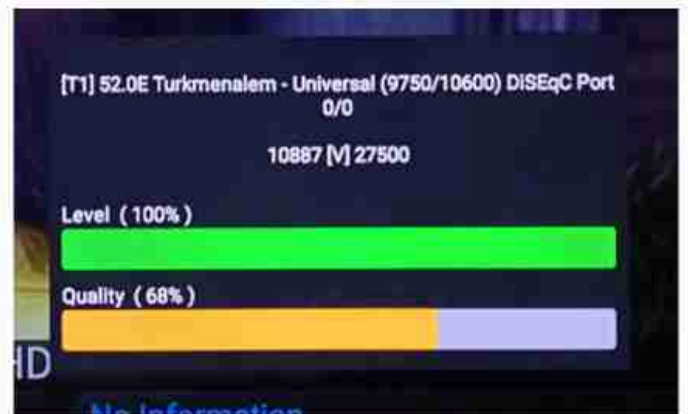 [T1] 52.0E Turkmenalem - Universal (9750/10600) DiSEqC Port
0/0
10887 [V] 27500
Level ( 100% )
Quality ( 68% )
HD
No Information